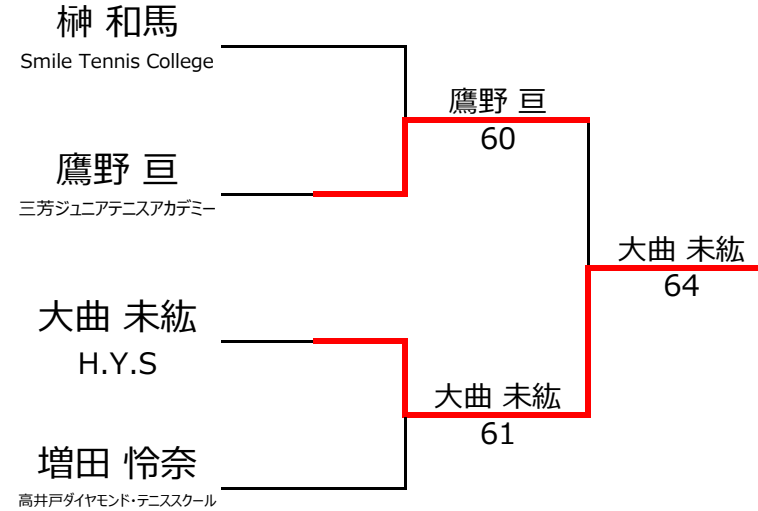 榊 和馬
Smile Tennis College
鷹野 亘
三芳ジュニアテニスアカデミー
大曲 未紘
H.Y.S
増田 怜奈
高井戸ダイヤモンド・テニススクール
鷹野 亘
60
大曲 未紘
61
大曲 未紘
64